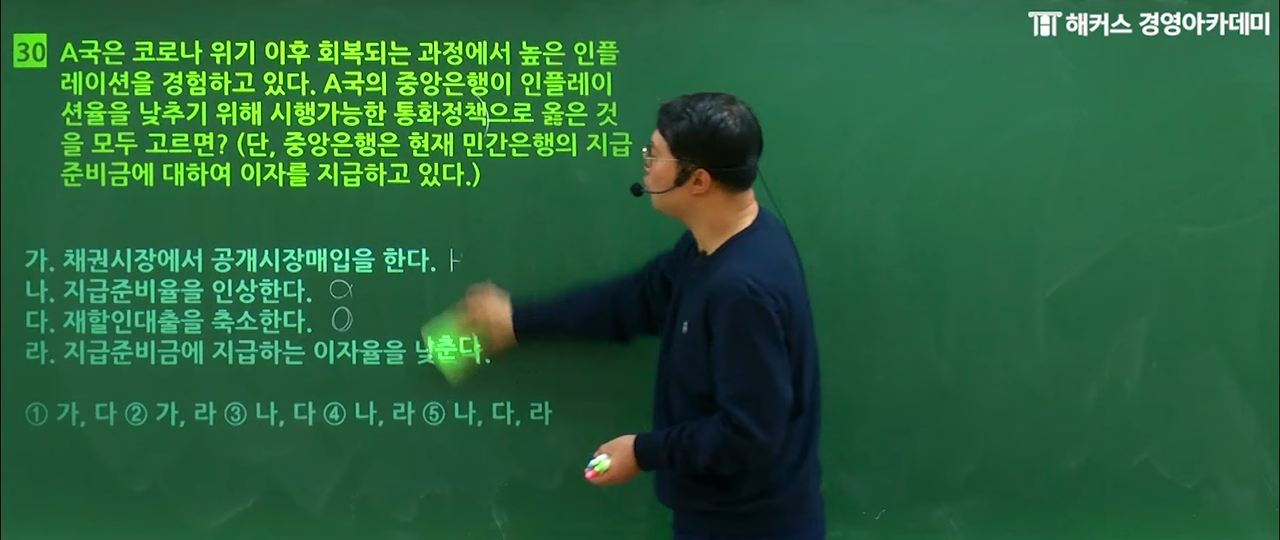 해커스 경영아카데미
30 A국은 코로나 위기 이후 회복되는 과정에서 높은 인플
레이션을 경험하고 있다. A국의 중앙은행이 인플레이
션율을 낮추기 위해 시행가능한 통화정책으로 옳은 것
을 모두 고르면? (단, 중앙은행은 현재 민간은행의 지급
준비금에 대하여 이자를 지급하고 있다.)
가. 채권시장에서 공개시장매입을 한다.
나. 지급준비율을 인상한다. ○
다. 재할인대출을 축소한다. ○
라. 지급준비금에 지급하는 이자율을 낮춘다.
① 가, 다 ② 가, 라 ③ 나, 다 ④ 나, 라 ⑤ 나, 다, 라